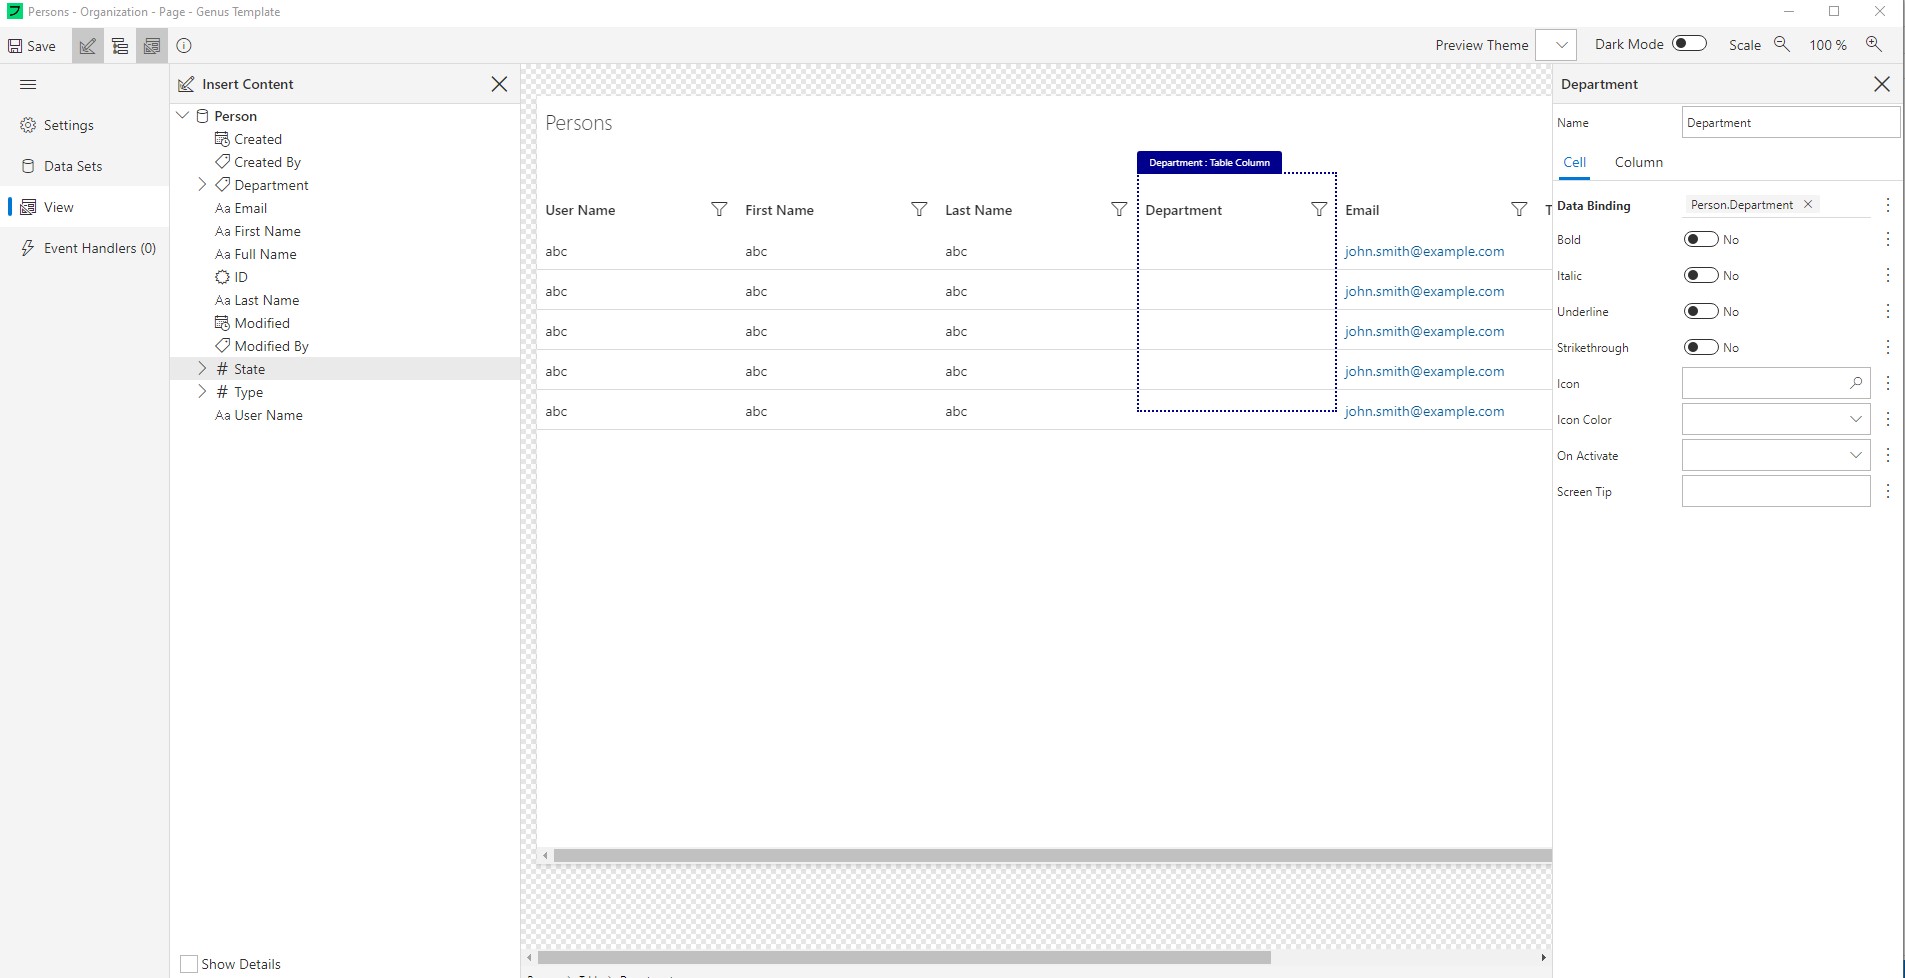 Persons - Organization - Page - Genus Template
Save
Preview Theme
Dark Mode
Scale
100 %
Settings
Data Sets
View
Event Handlers (0)
Insert Content
Person
Created
Created By
Department
Aa Email
Aa First Name
Aa Full Name
ID
Aa Last Name
Modified
Modified By
# State
# Type
Aa User Name
Show Details
Persons
Department : Table Column
User Name First Name Last Name Department Email T
abc abc abc john.smith@example.com
abc abc abc john.smith@example.com
abc abc abc john.smith@example.com
abc abc abc john.smith@example.com
abc abc abc john.smith@example.com
Department
Name Department
Cell Column
Data Binding Person.Department
Bold No
Italic No
Underline No
Strikethrough No
Icon
Icon Color
On Activate
Screen Tip